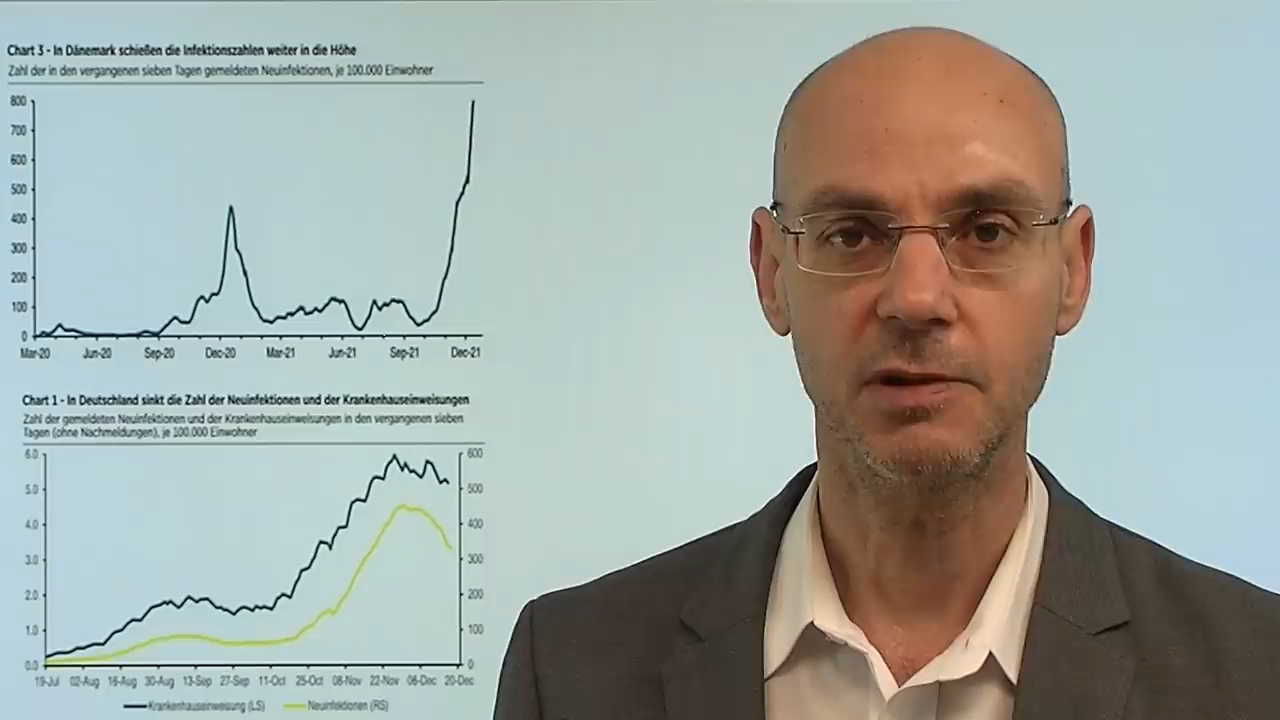 Chart 3 - In Dänemark schießen die Infektionszahlen weiter in die Höhe
Zahl der in den vergangenen sieben Tagen gemeldeten Neuinfektionen, je 100.000 Einwohner
800
700
600
500
400
300
200
100
0
Mar-20 Jun-20 Sep-20 Dec-20 Mar-21 Jun-21 Sep-21 Dec-21
Chart 1 - In Deutschland sinkt die Zahl der Neuinfektionen und der Krankenhauseinweisungen
Zahl der gemeldeten Neuinfektionen und der Krankenhauseinweisungen in den vergangenen sieben
Tagen (ohne Nachmeldungen), je 100.000 Einwohner
6.0 600
5.0 500
4.0 400
3.0 300
2.0 200
1.0 100
0.0 0
19-Jul 02-Aug 16-Aug 30-Aug 13-Sep 27-Sep 11-Oct 25-Oct 08-Nov 22-Nov 06-Dec 20-Dec
Krankenhauseinweisung (LS) Neuinfektionen (RS)